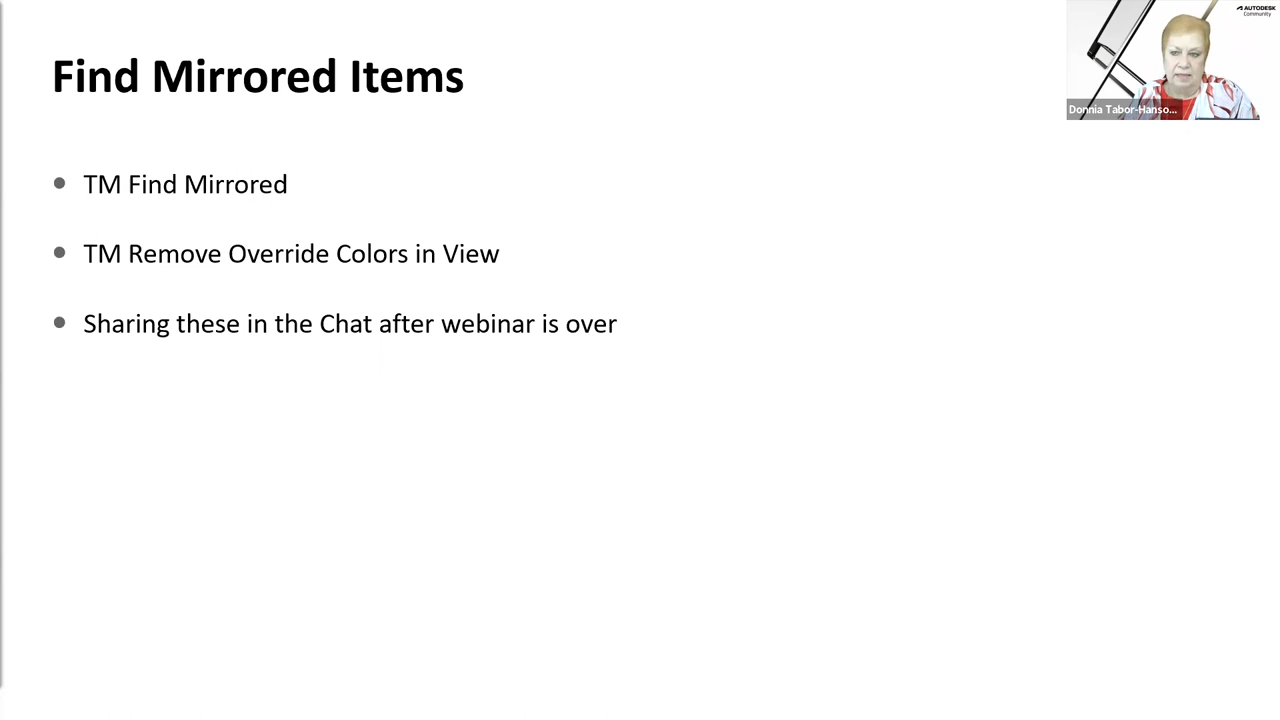 Find Mirrored Items
TM Find Mirrored
TM Remove Override Colors in View
Sharing these in the Chat after webinar is over
AUTODESK
Community
Donnia Tabor-Hanso...